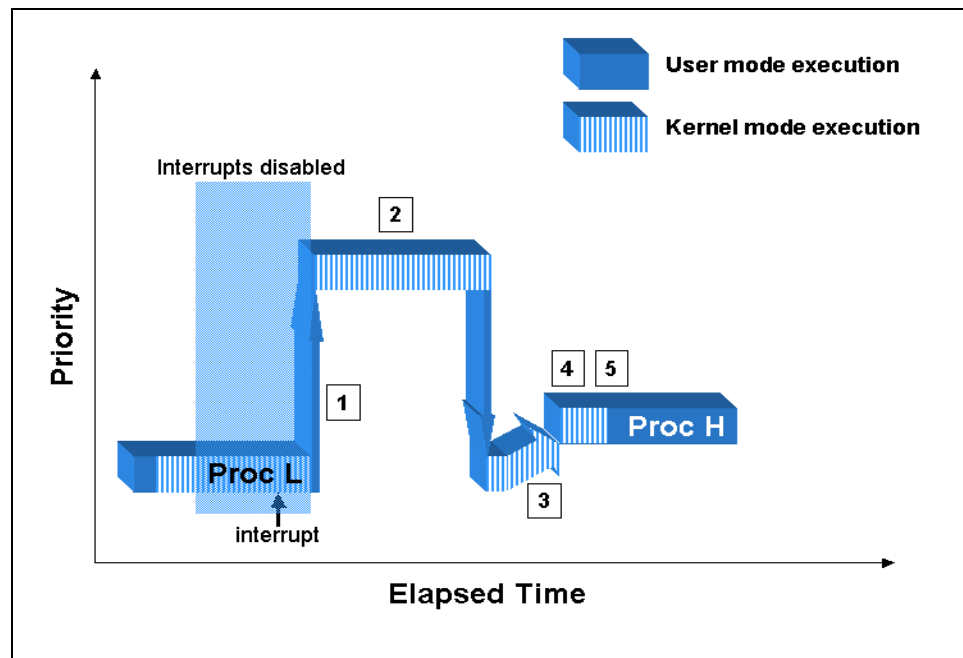 User mode execution
Kernel mode execution
Interrupts disabled
2
Priority
1
4 5
Proc H
Proc L
3
interrupt
Elapsed Time